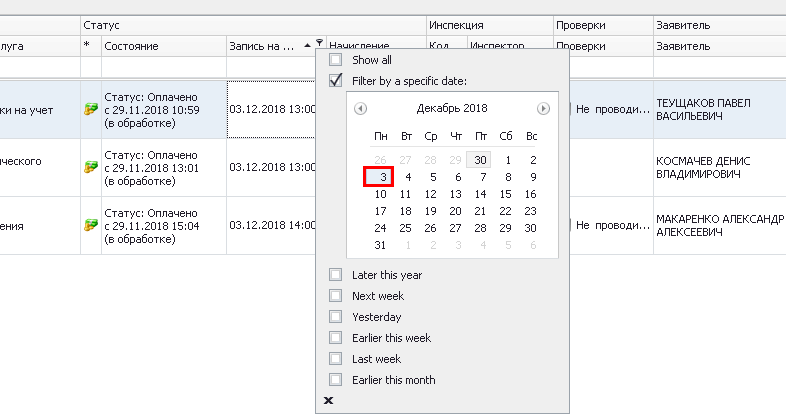 Статус Инспекция Проверки Заявитель
луга * Состояние Запись на ... Начисление Код Инспектор Проверки Заявитель
ки на учет Статус: Оплачено с 29.11.2018 10:59 (в обработке) 03.12.2018 13:00 Не проводи... ТЕУЩАКОВ ПАВЕЛ ВАСИЛЬЕВИЧ
ического Статус: Оплачено с 29.11.2018 13:01 (в обработке) 03.12.2018 13:00 КОСМАЧЕВ ДЕНИС ВЛАДИМИРОВИЧ
ения Статус: Оплачено с 29.11.2018 15:04 (в обработке) 03.12.2018 14:00 Не проводи... МАКАРЕНКО АЛЕКСАНДР АЛЕКСЕЕВИЧ
Show all
Filter by a specific date:
Декабрь 2018
Пн Вт Ср Чт Пт Сб Вс
26 27 28 29 30 1 2
3 4 5 6 7 8 9
10 11 12 13 14 15 16
17 18 19 20 21 22 23
24 25 26 27 28 29 30
31 1 2 3 4 5 6
Later this year
Next week
Yesterday
Earlier this week
Last week
Earlier this month